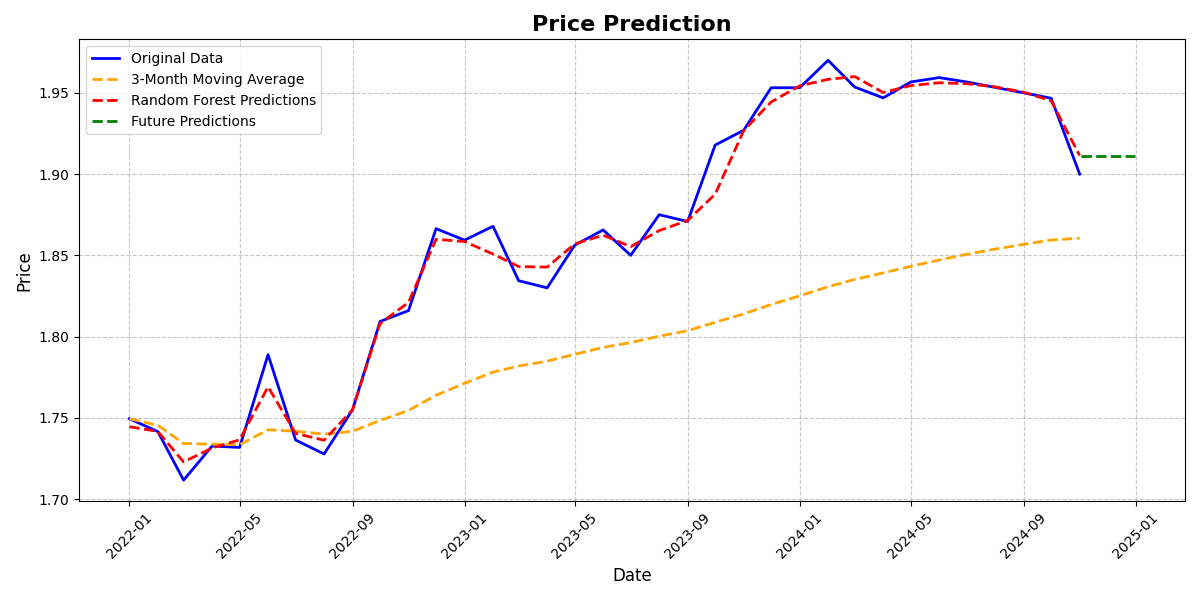 Price Prediction
Original Data
3-Month Moving Average
Random Forest Predictions
Future Predictions
Price
1.95
1.90
1.85
1.80
1.75
1.70
2022-01
2022-05
2022-09
2023-01
2023-05
2023-09
2024-01
2024-05
2024-09
2025-01
Date